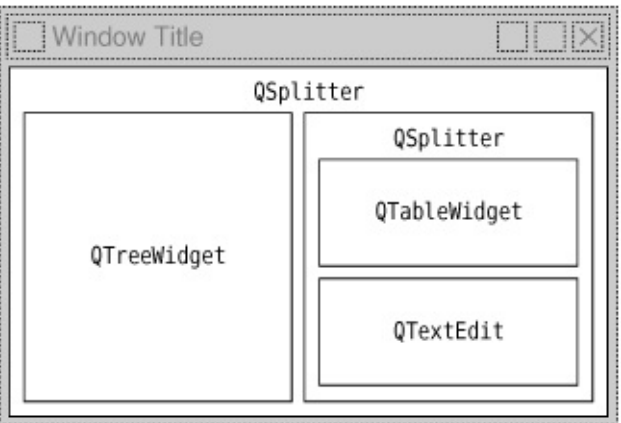 Window Title
QSplitter
QTreeWidget
QSplitter
QTableWidget
QTextEdit